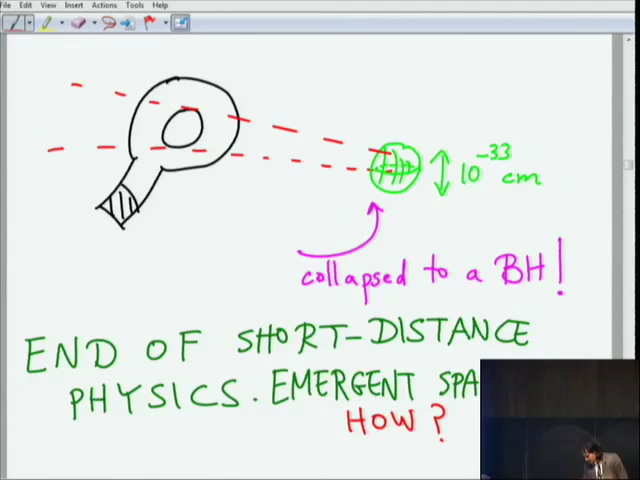 File Edit View Insert Actions Tools Help
10^-33 cm
collapsed to a BH!
END OF SHORT-DISTANCE
PHYSICS. EMERGENT SPA
HOW?